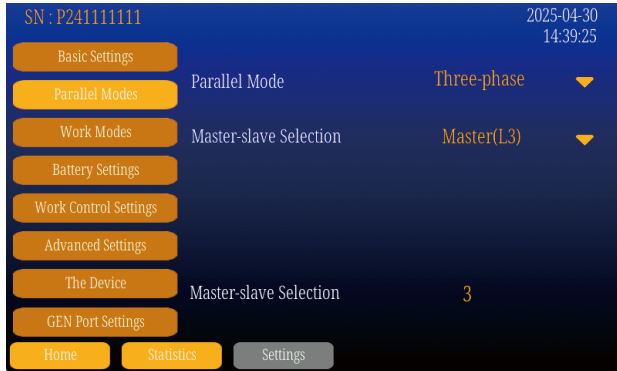 SN : P241111111
2025-04-30
14:39:25
Basic Settings
Parallel Modes
Work Modes
Battery Settings
Work Control Settings
Advanced Settings
The Device
GEN Port Settings
Parallel Mode Three-phase
Master-slave Selection Master(L3)
Master-slave Selection 3
Home Statistics Settings